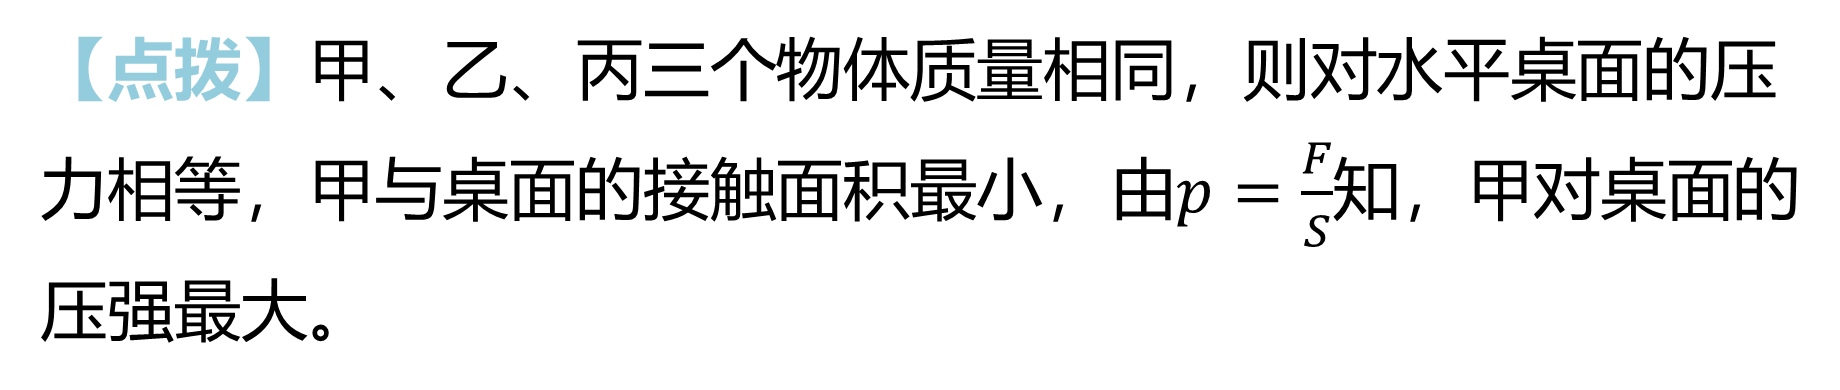 【点拨】甲、乙、丙三个物体质量相同，则对水平桌面的压
力相等，甲与桌面的接触面积最小，由p = F/S知，甲对桌面的
压强最大。